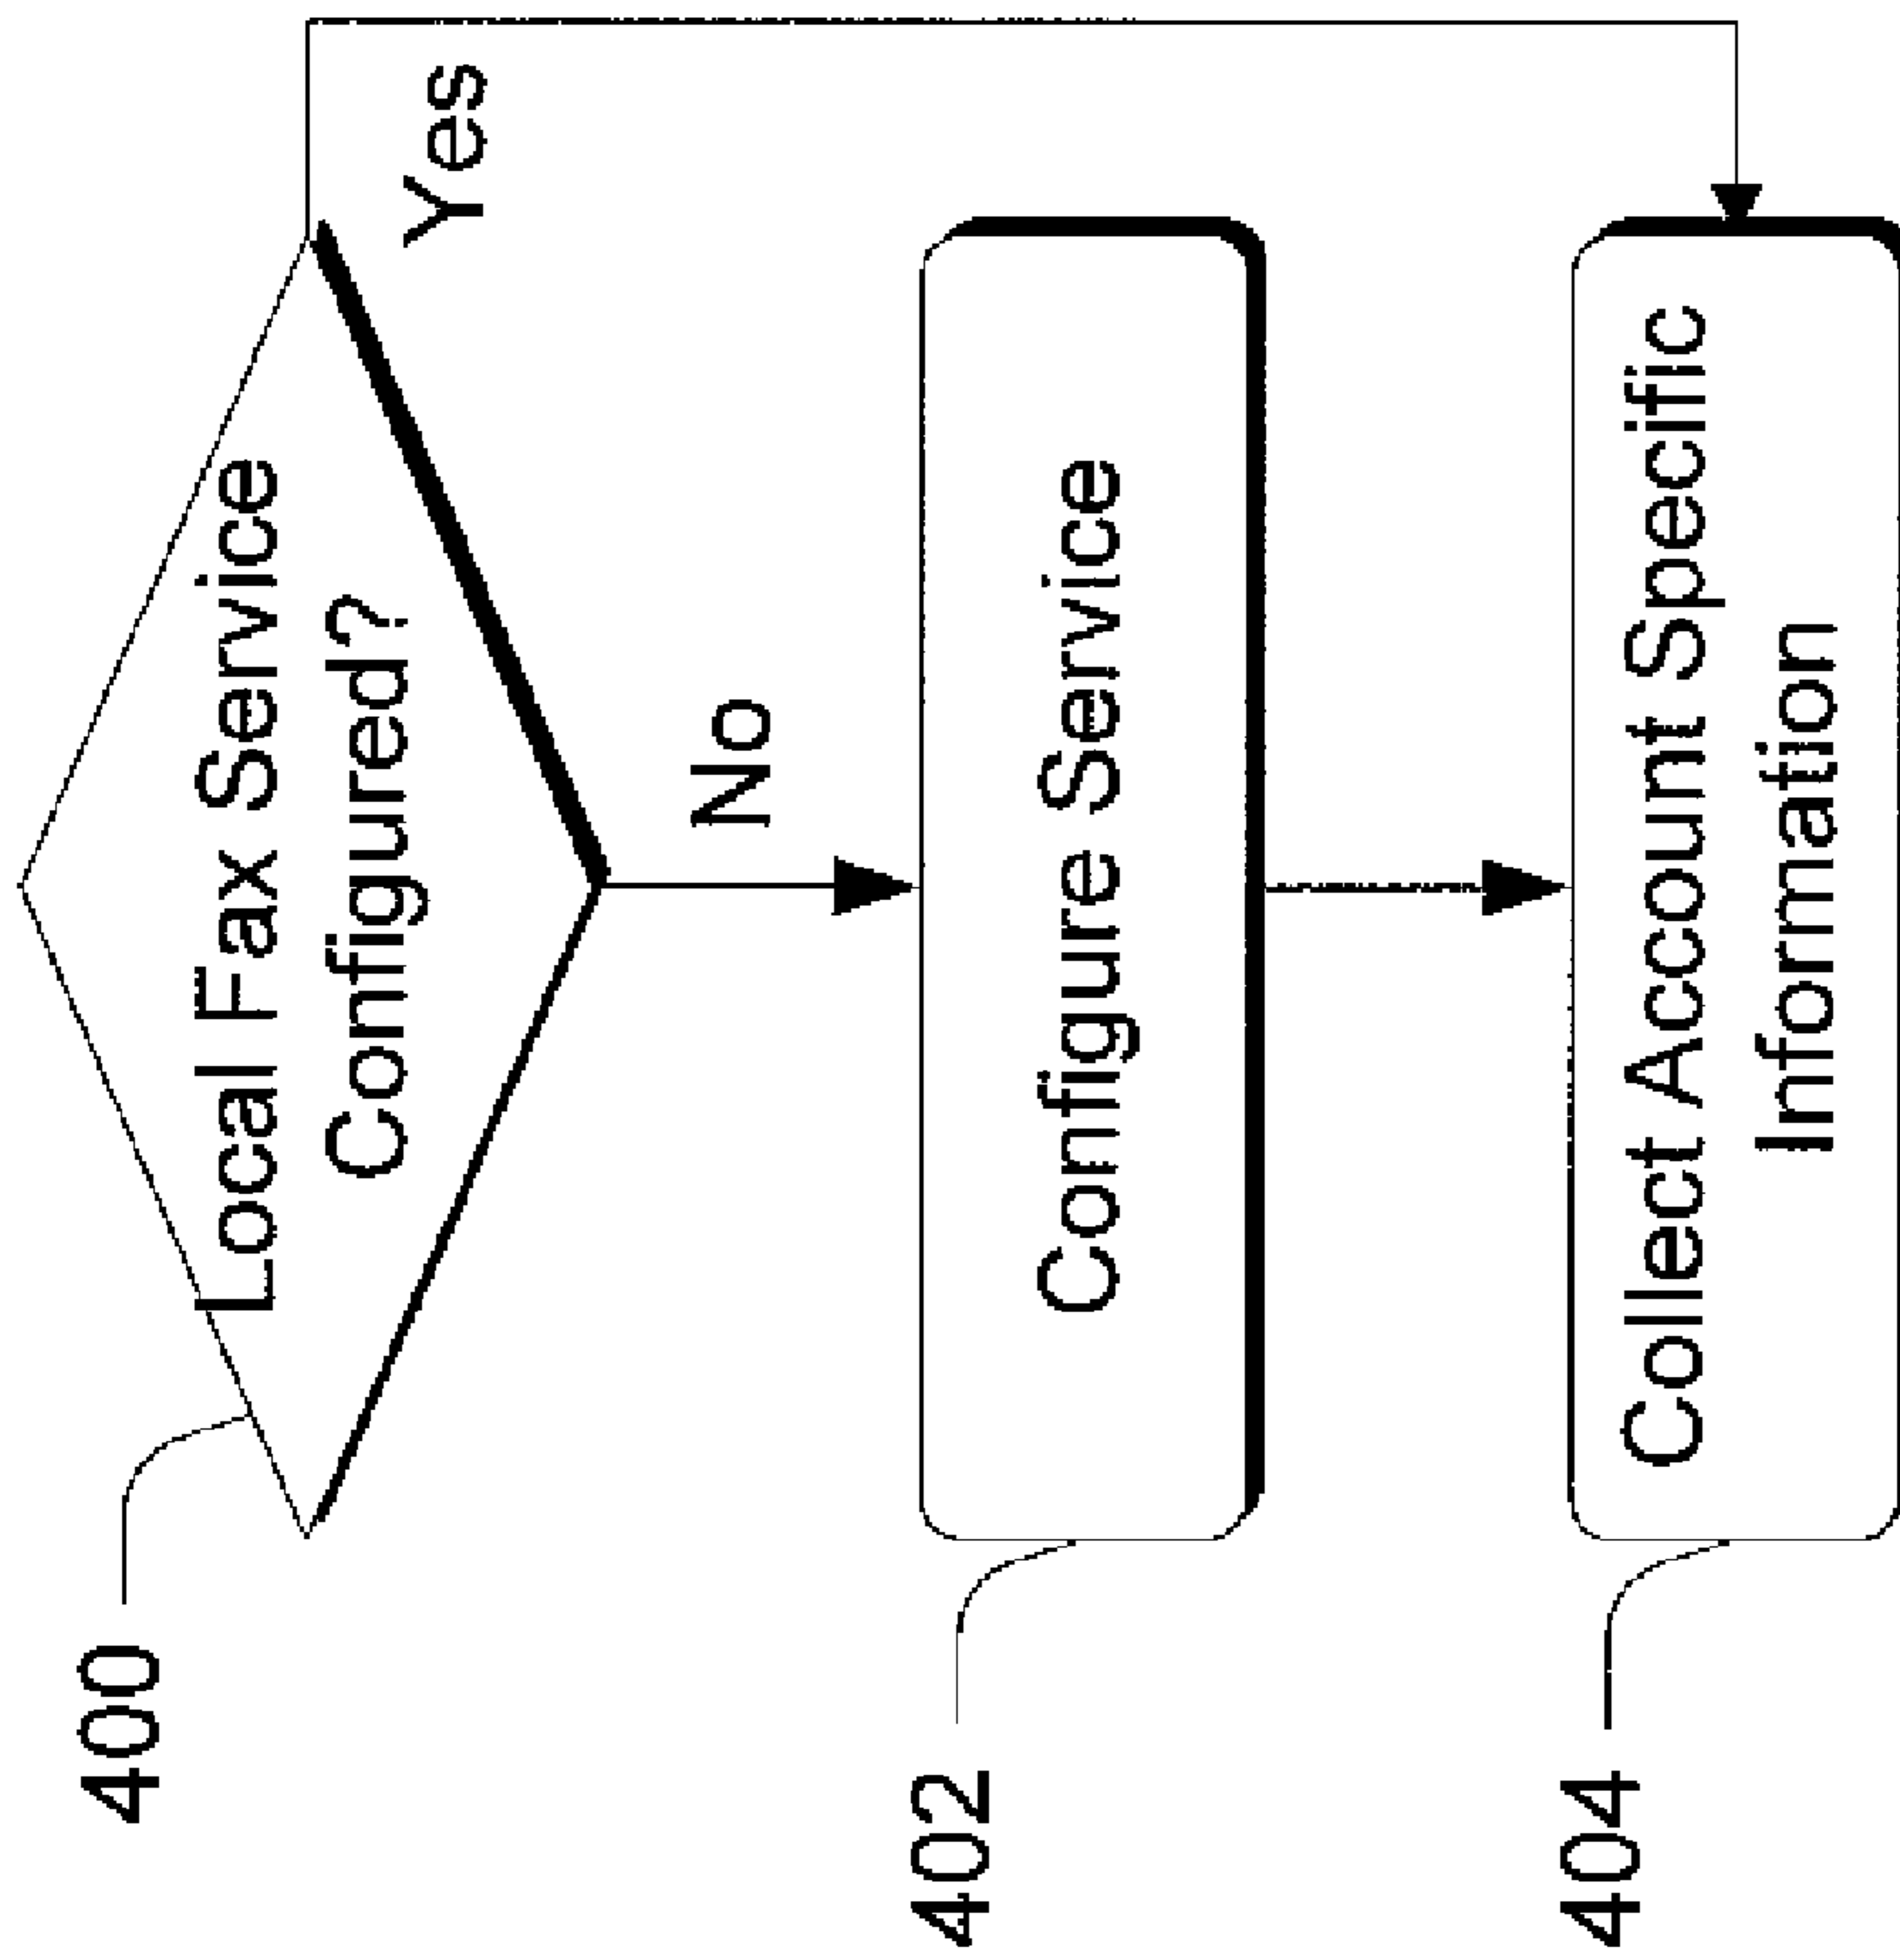 400
Local Fax Service
Configured?
Yes
No
402
Configure Service
404
Collect Account Specific
Information